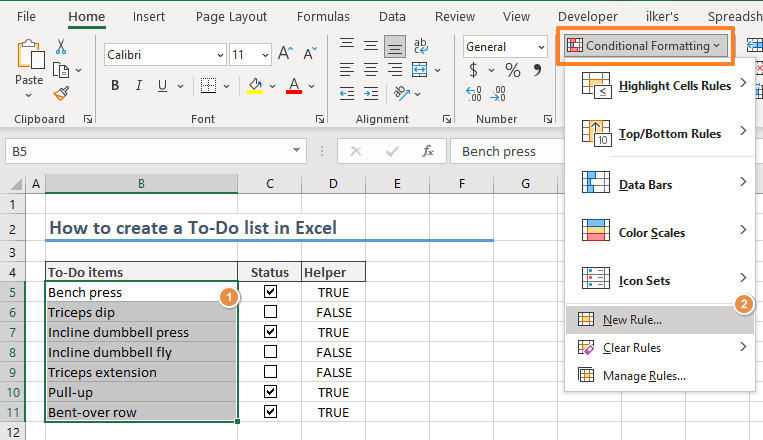 File Home Insert Page Layout Formulas Data Review View Developer ilker's Spreadsh
Calibri 11 General Conditional Formatting
Paste
B I U
Clipboard Font Alignment Number
B5 fx Bench press
Highlight Cells Rules
Top/Bottom Rules
Data Bars
Color Scales
Icon Sets
2
New Rule...
Clear Rules
Manage Rules...
A B C D E F G
1
2 How to create a To-Do list in Excel
3
4 To-Do items Status Helper
5 Bench press 1 TRUE
6 Triceps dip FALSE
7 Incline dumbbell press TRUE
8 Incline dumbbell fly FALSE
9 Triceps extension FALSE
10 Pull-up TRUE
11 Bent-over row TRUE
12